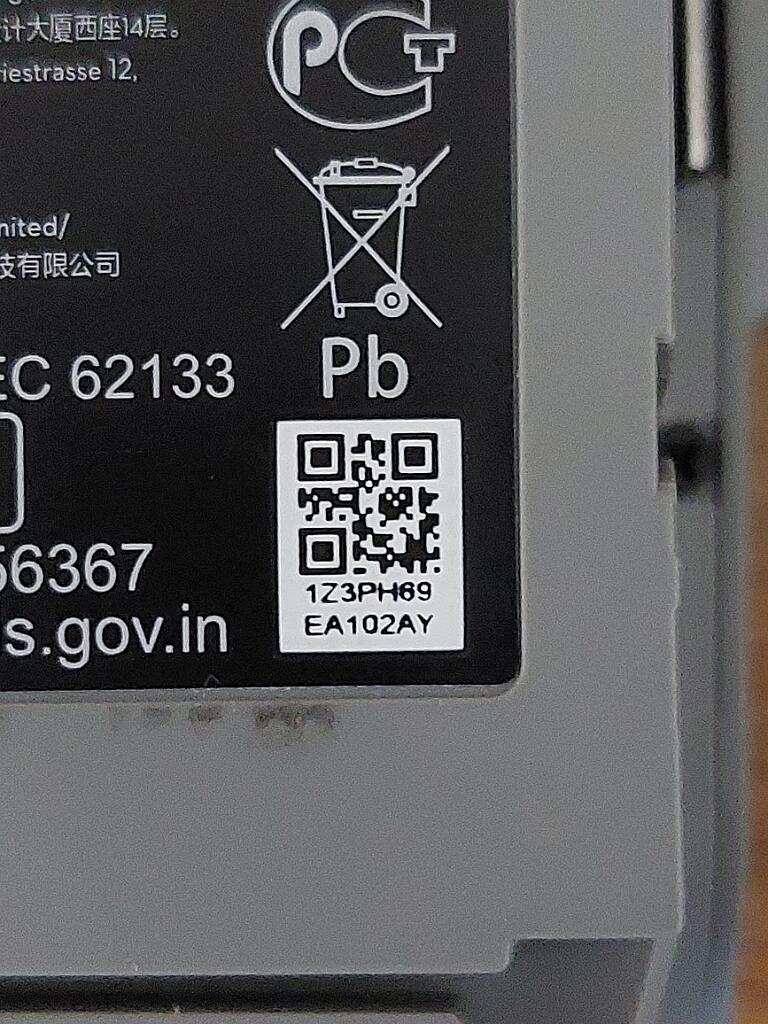 计大厦西座14层。
riestrasse 12,
nited/
技有限公司
EC 62133
Pb
56367
s.gov.in
1Z3PH69
EA102AY